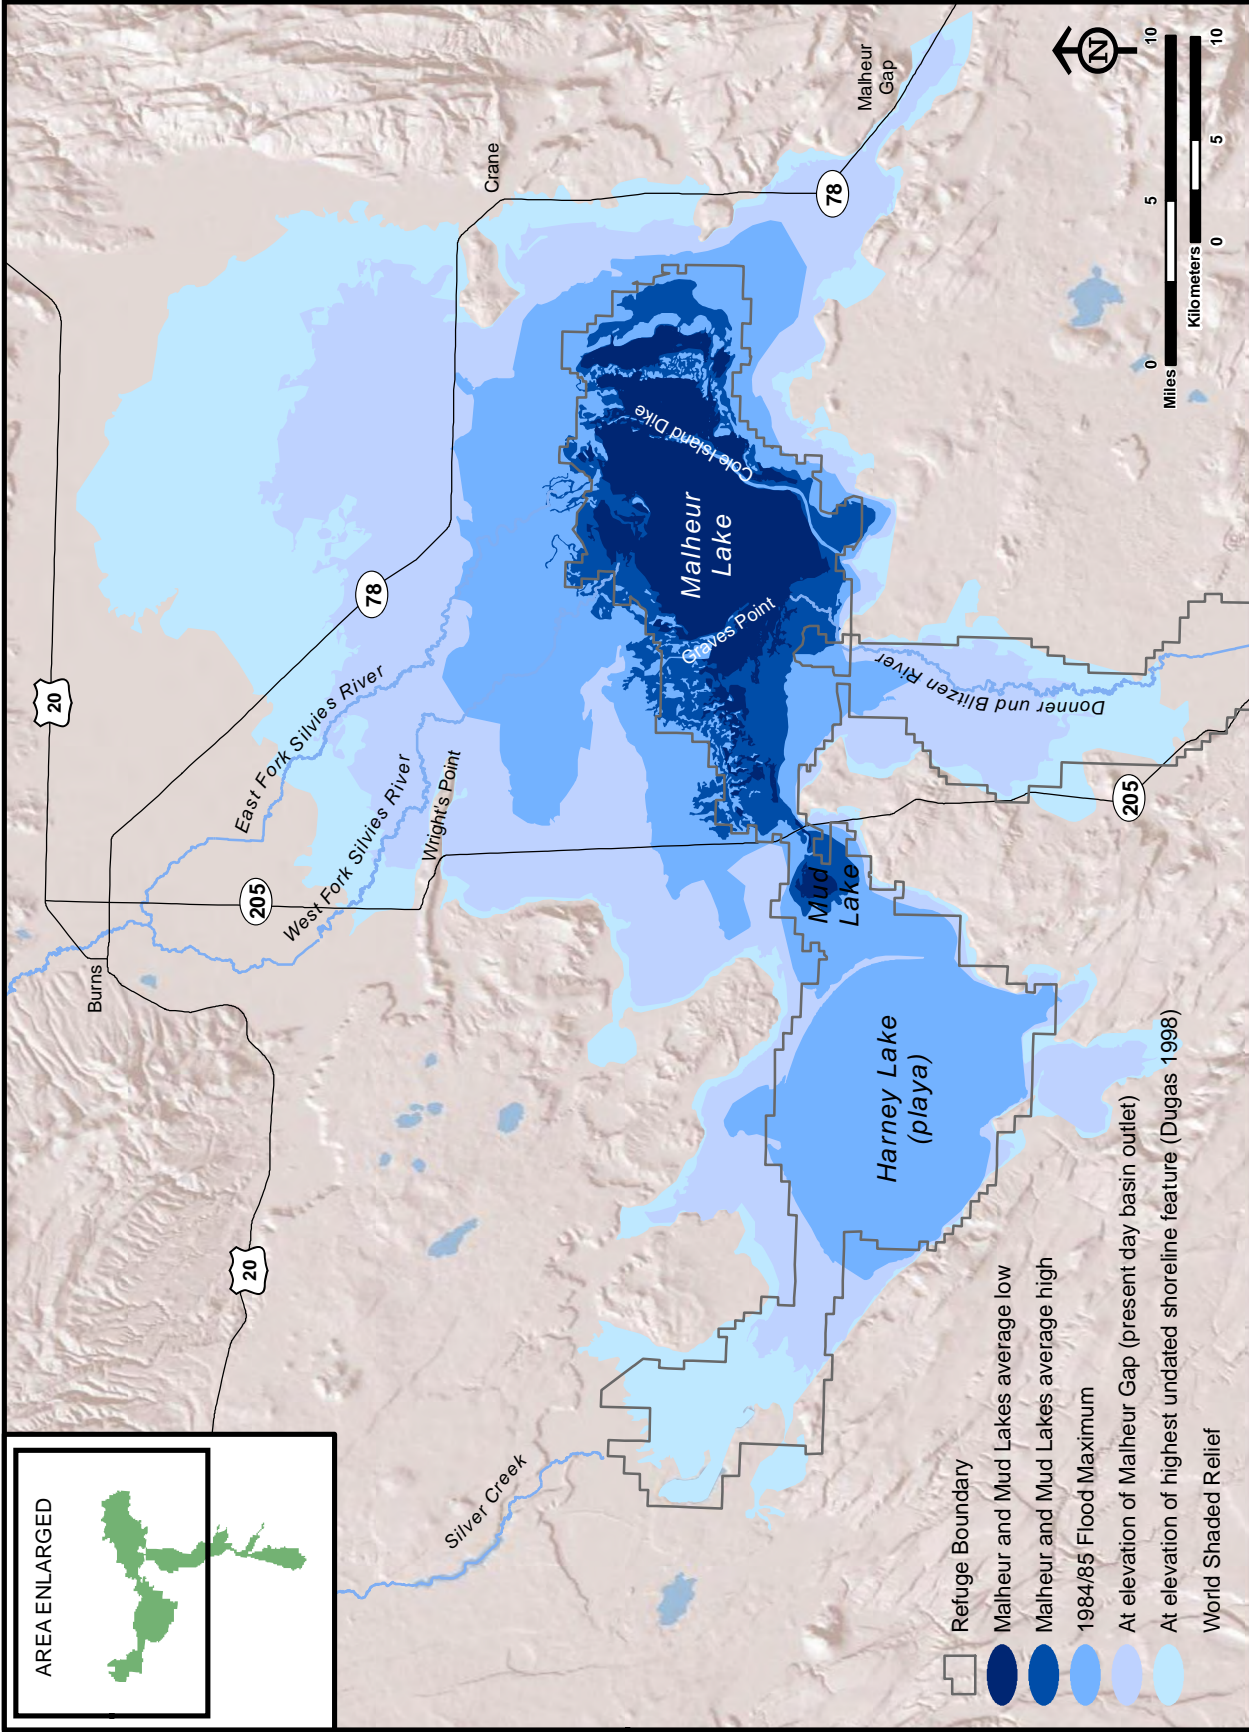 AREA ENLARGED
20
20
Burns
205
78
Crane
East Fork Silvies River
West Fork Silvies River
Wright's Point
Silver Creek
Malheur
Gap
78
Malheur
Lake
Cole Island Dike
Graves Point
Mud
Lake
Harney Lake
(playa)
Donner und Blitzen River
205
Refuge Boundary
Malheur and Mud Lakes average low
Malheur and Mud Lakes average high
1984/85 Flood Maximum
At elevation of Malheur Gap (present day basin outlet)
At elevation of highest undated shoreline feature (Dugas 1998)
World Shaded Relief
N
0 5 10
Miles
Kilometers
0 5 10